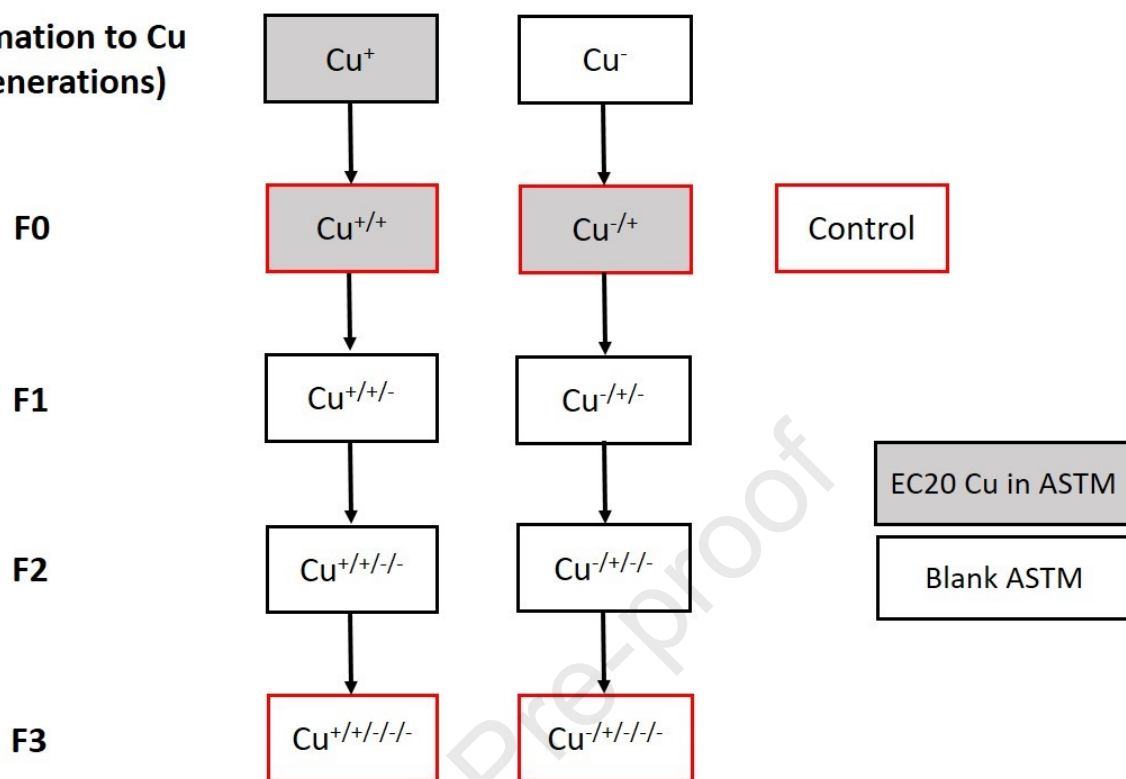 mation to Cu
enerations)
Cu⁺
Cu⁻
F0
Cu⁺/⁺
Cu⁻/⁺
Control
F1
Cu⁺/⁺/⁻
Cu⁻/⁺/⁻
EC20 Cu in ASTM
F2
Cu⁺/⁺/⁻/⁻
Cu⁻/⁺/⁻/⁻
Blank ASTM
F3
Cu⁺/⁺/⁻/⁻/⁻
Cu⁻/⁺/⁻/⁻/⁻
Pre-proof